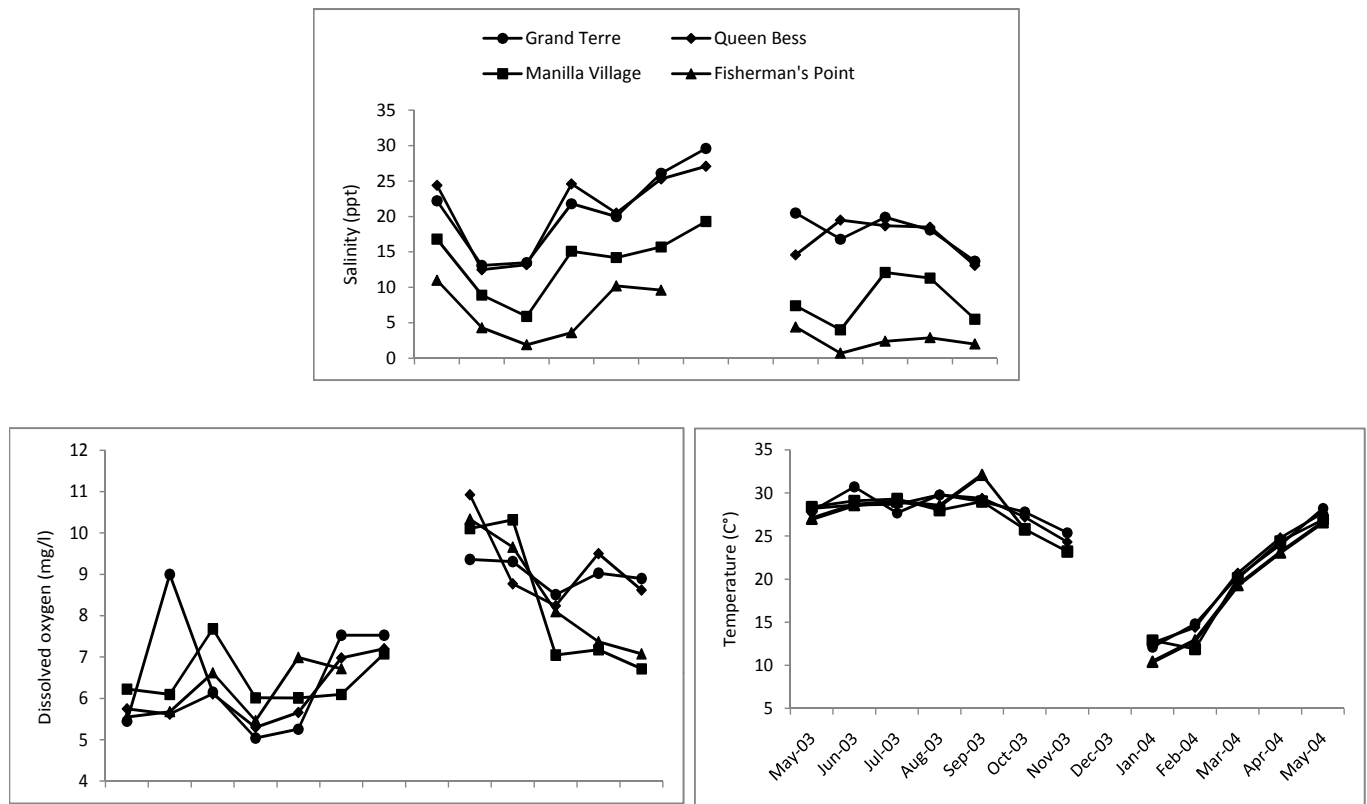 Grand Terre
Queen Bess
Manilla Village
Fisherman's Point
Salinity (ppt)
35
30
25
20
15
10
5
0
Dissolved oxygen (mg/l)
12
11
10
9
8
7
6
5
4
Temperature (C°)
35
30
25
20
15
10
5
May-03
Jun-03
Jul-03
Aug-03
Sep-03
Oct-03
Nov-03
Dec-03
Jan-04
Feb-04
Mar-04
Apr-04
May-04